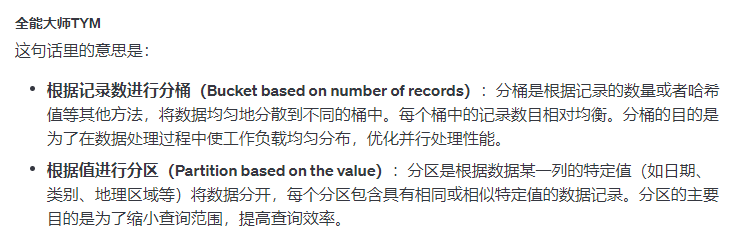 全能大师TYM
这句话里的意思是：
• 根据记录数进行分桶（Bucket based on number of records）：分桶是根据记录的数量或者哈希
值等其他方法，将数据均匀地分散到不同的桶中。每个桶中的记录数目相对均衡。分桶的目的是
为了在数据处理过程中使工作负载均匀分布，优化并行处理性能。
• 根据值进行分区（Partition based on the value）：分区是根据数据某一列的特定值（如日期、
类别、地理区域等）将数据分开，每个分区包含具有相同或相似特定值的数据记录。分区的主要
目的是为了缩小查询范围，提高查询效率。